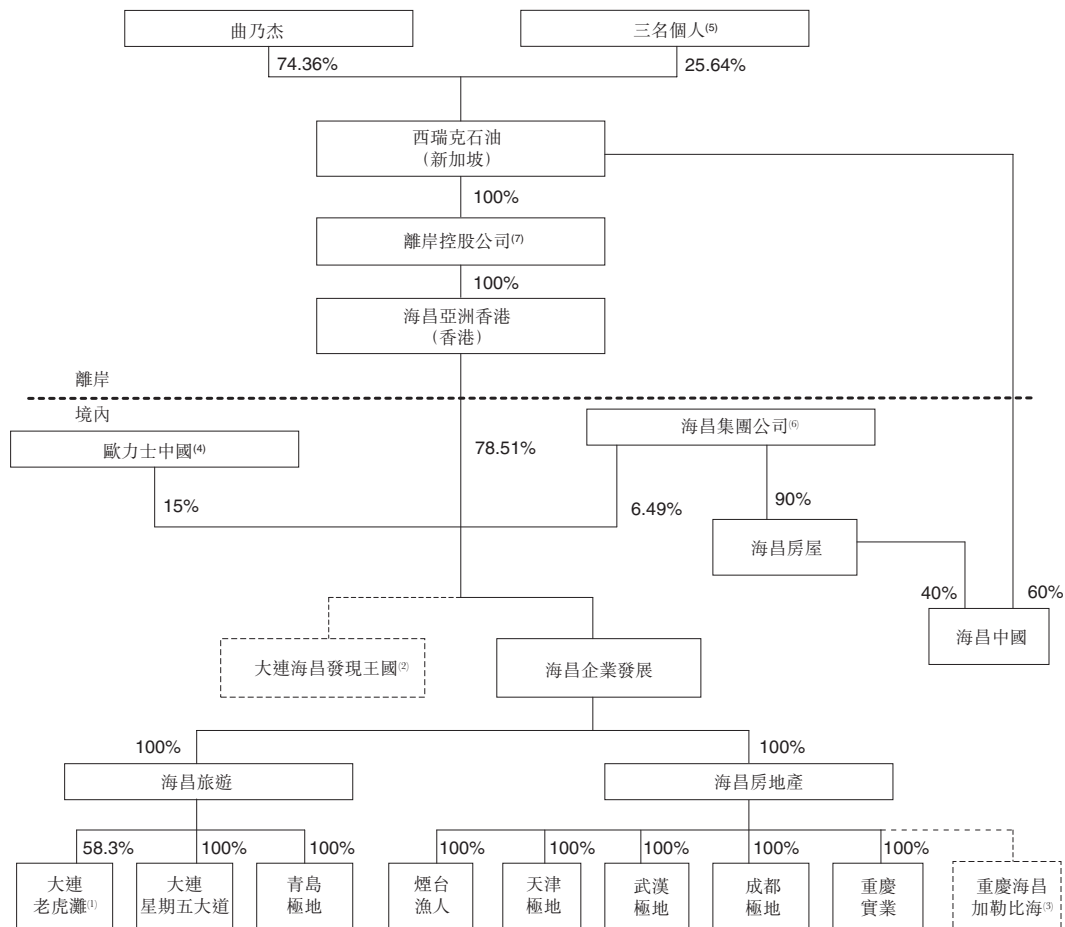 曲乃杰
三名個人(5)
74.36%
25.64%
西瑞克石油
(新加坡)
100%
離岸控股公司(7)
100%
海昌亞洲香港
(香港)
離岸
境內
歐力士中國(4)
海昌集團公司(6)
78.51%
15%
6.49%
90%
海昌房屋
40%
60%
海昌中國
大連海昌發現王國(2)
海昌企業發展
100%
100%
海昌旅遊
海昌房地產
58.3%
100%
100%
100%
100%
100%
100%
100%
大連
老虎灘(1)
大連
星期五大道
青島
極地
煙台
漁人
天津
極地
武漢
極地
成都
極地
重慶
實業
重慶海昌
加勒比海(3)